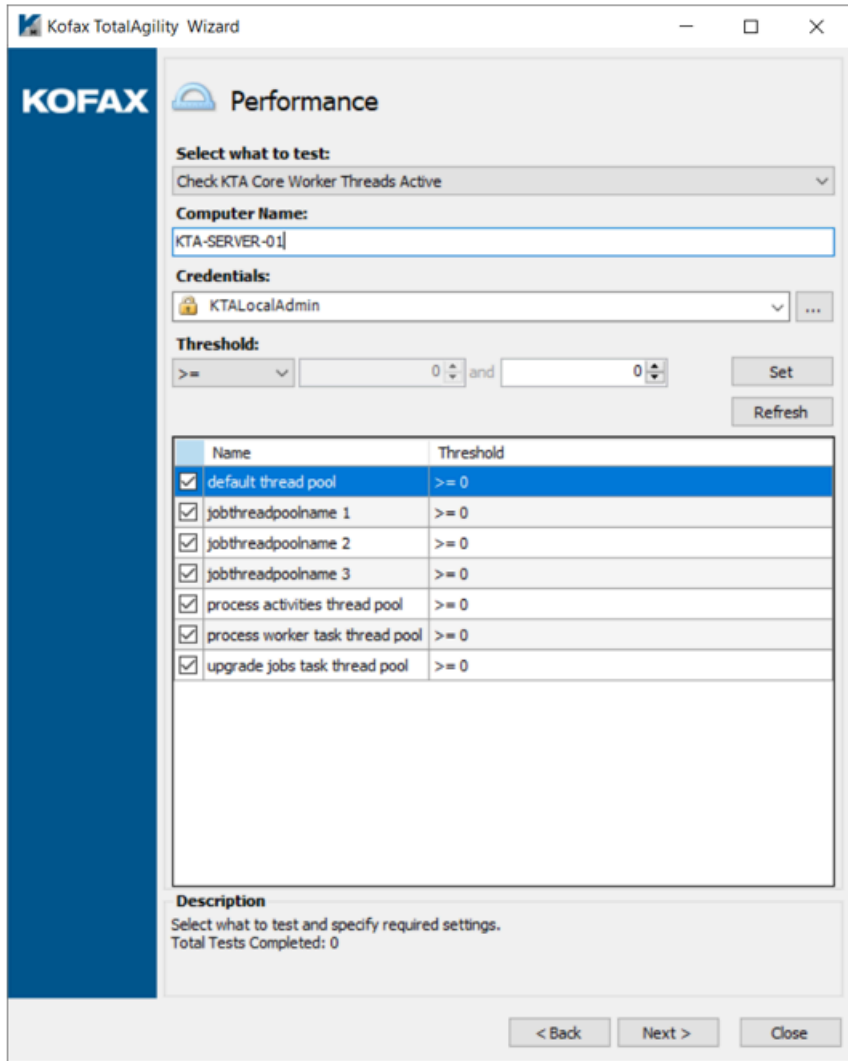 Kofax TotalAgility Wizard
KOFAX
Performance
Select what to test:
Check KTA Core Worker Threads Active
Computer Name:
KTA-SERVER-01
Credentials:
KTALocalAdmin
...
Threshold:
>= 0 and 0 Set
Refresh
Name Threshold
default thread pool >= 0
jobthreadpoolname 1 >= 0
jobthreadpoolname 2 >= 0
jobthreadpoolname 3 >= 0
process activities thread pool >= 0
process worker task thread pool >= 0
upgrade jobs task thread pool >= 0
Description
Select what to test and specify required settings.
Total Tests Completed: 0
< Back Next > Close